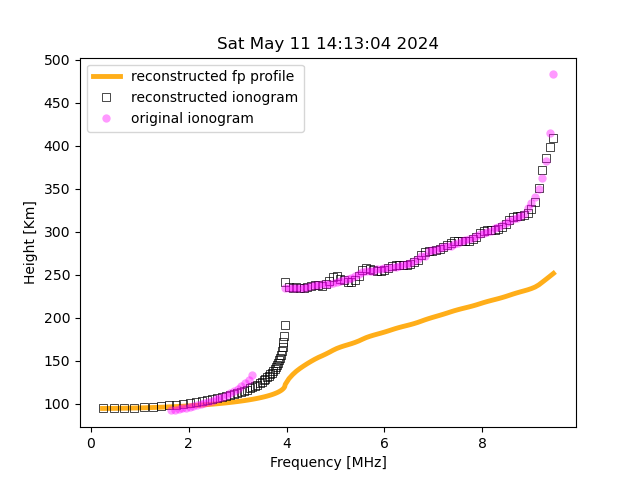 Sat May 11 14:13:04 2024
reconstructed fp profile
reconstructed ionogram
original ionogram
500
450
400
350
300
250
200
150
100
Height [Km]
0 2 4 6 8
Frequency [MHz]